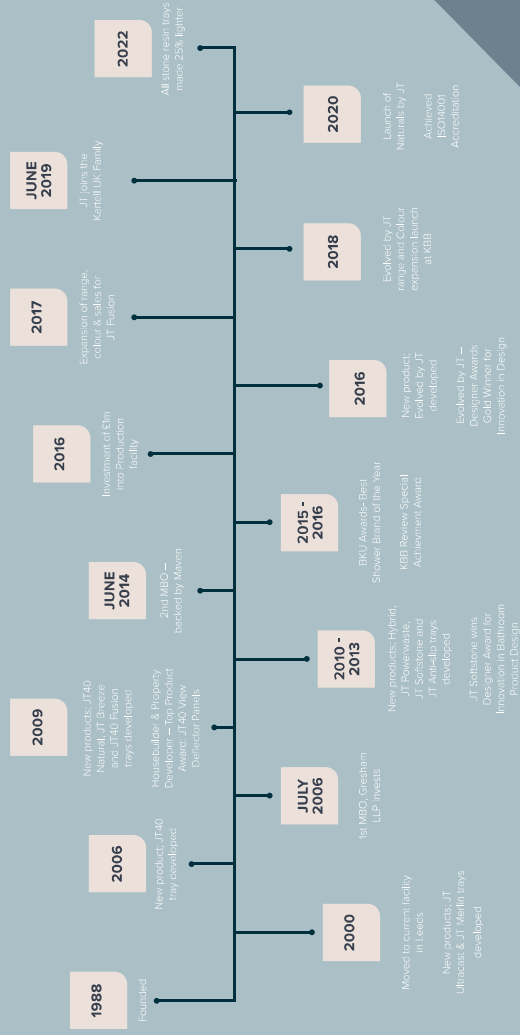 1988
Founded
2000
Moved to current facility
in Leeds
New products; JT
Ultracast & JT Merlin trays
developed
2006
New product; JT40
tray developed
JULY
2006
1st MBO, Gresham
LLP invests
2009
New products; JT40
Natural, JT Breeze
and JT40 Fusion
trays developed
Housebuilder & Property
Developer – Top Product
Award: JT40 View
Deflector Panels
2010 -
2013
New products; Hybrid,
JT Powerwaste,
JT Softstone and
JT Anti-slip trays
developed
JT Softstone wins
Designer Award for
Innovation in Bathroom
Product Design
JUNE
2014
2nd MBO –
backed by Maven
2015 -
2016
BKU Awards- Best
Shower Brand of the Year
KBB Review Special
Achievment Award
2016
Investment of £1m
into Production
facility
2016
New product;
Evolved by JT
developed
Evolved by JT –
Designer Awards
Gold Winner for
Innovation in Design
2017
Expansion of range,
colour & sales for
JT Fusion
2018
Evolved by JT
range and Colour
expansion launch
at KBB
JUNE
2019
JT joins the
Kartell UK Family
2020
Launch of
Naturals by JT
Achieved
ISO14001
Accreditation
2022
All stone resin trays
made 25% lighter